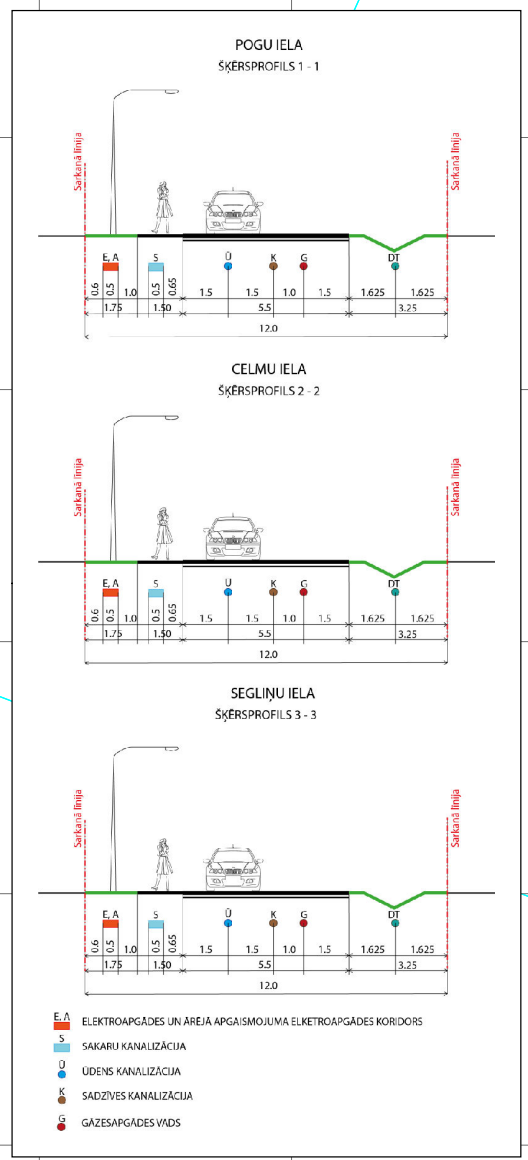 POGU IELA
ŠĶĒRSPROFILS 1 - 1
Sarkanā līnija
Sarkanā līnija
E, A S Ū K G DT
0.6 0.5 1.0 0.5 0.65 1.5 1.5 1.0 1.5 1.625 1.625
1.75 1.50 5.5 3.25
12.0
CELMU IELA
ŠĶĒRSPROFILS 2 - 2
Sarkanā līnija
Sarkanā līnija
E, A S Ū K G DT
0.6 0.5 1.0 0.5 0.65 1.5 1.5 1.0 1.5 1.625 1.625
1.75 1.50 5.5 3.25
12.0
SEGLIŅU IELA
ŠĶĒRSPROFILS 3 - 3
Sarkanā līnija
Sarkanā līnija
E, A S Ū K G DT
0.6 0.5 1.0 0.5 0.65 1.5 1.5 1.0 1.5 1.625 1.625
1.75 1.50 5.5 3.25
12.0
E, A ELEKTROAPGĀDES UN ĀRĒJĀ APGAISMOJUMA ELKETROAPGĀDES KORIDORS
S SAKARU KANALIZĀCIJA
Ū ŪDENS KANALIZĀCIJA
K SADZĪVES KANALIZĀCIJA
G GĀZESAPGĀDES VADS